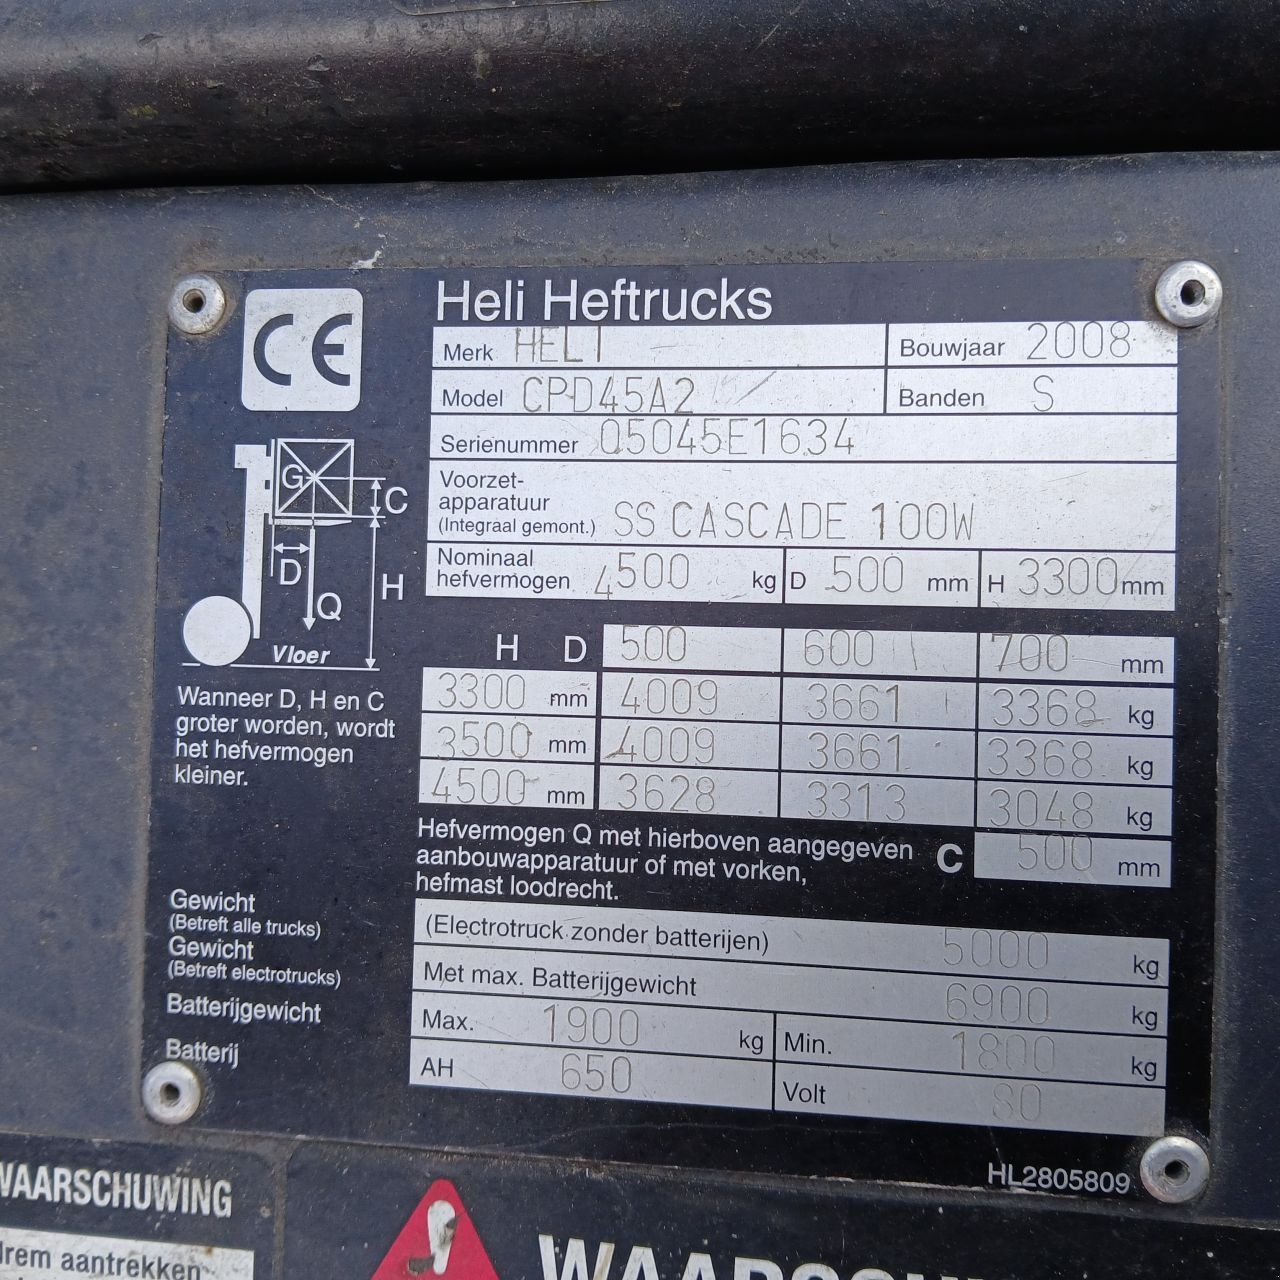 CE
Heli Heftrucks
Merk HELI Bouwjaar 2008
Model CPD45A2 Banden S
Serienummer 05045E1634
Voorzet-
apparatuur
(Integraal gemont.) SS CASCADE 100W
Nominaal
hefvermogen 4500 kg D 500 mm H 3300 mm
G
C
D
H
Q
Vloer
Wanneer D, H en C
groter worden, wordt
het hefvermogen
kleiner.
H D 500 600 700 mm
3300 mm 4009 3661 3368 kg
3500 mm 4009 3661 3368 kg
4500 mm 3628 3313 3048 kg
Hefvermogen Q met hierboven aangegeven
aanbouwapparatuur of met vorken,
hefmast loodrecht.
C 500 mm
Gewicht
(Betreft alle trucks)
Gewicht
(Betreft electrotrucks)
Batterijgewicht
Batterij
(Electrotruck zonder batterijen) 5000 kg
Met max. Batterijgewicht 6900 kg
Max. 1900 kg Min. 1800 kg
AH 650 Volt 80
HL2805809
WAARSCHUWING
aantrekken